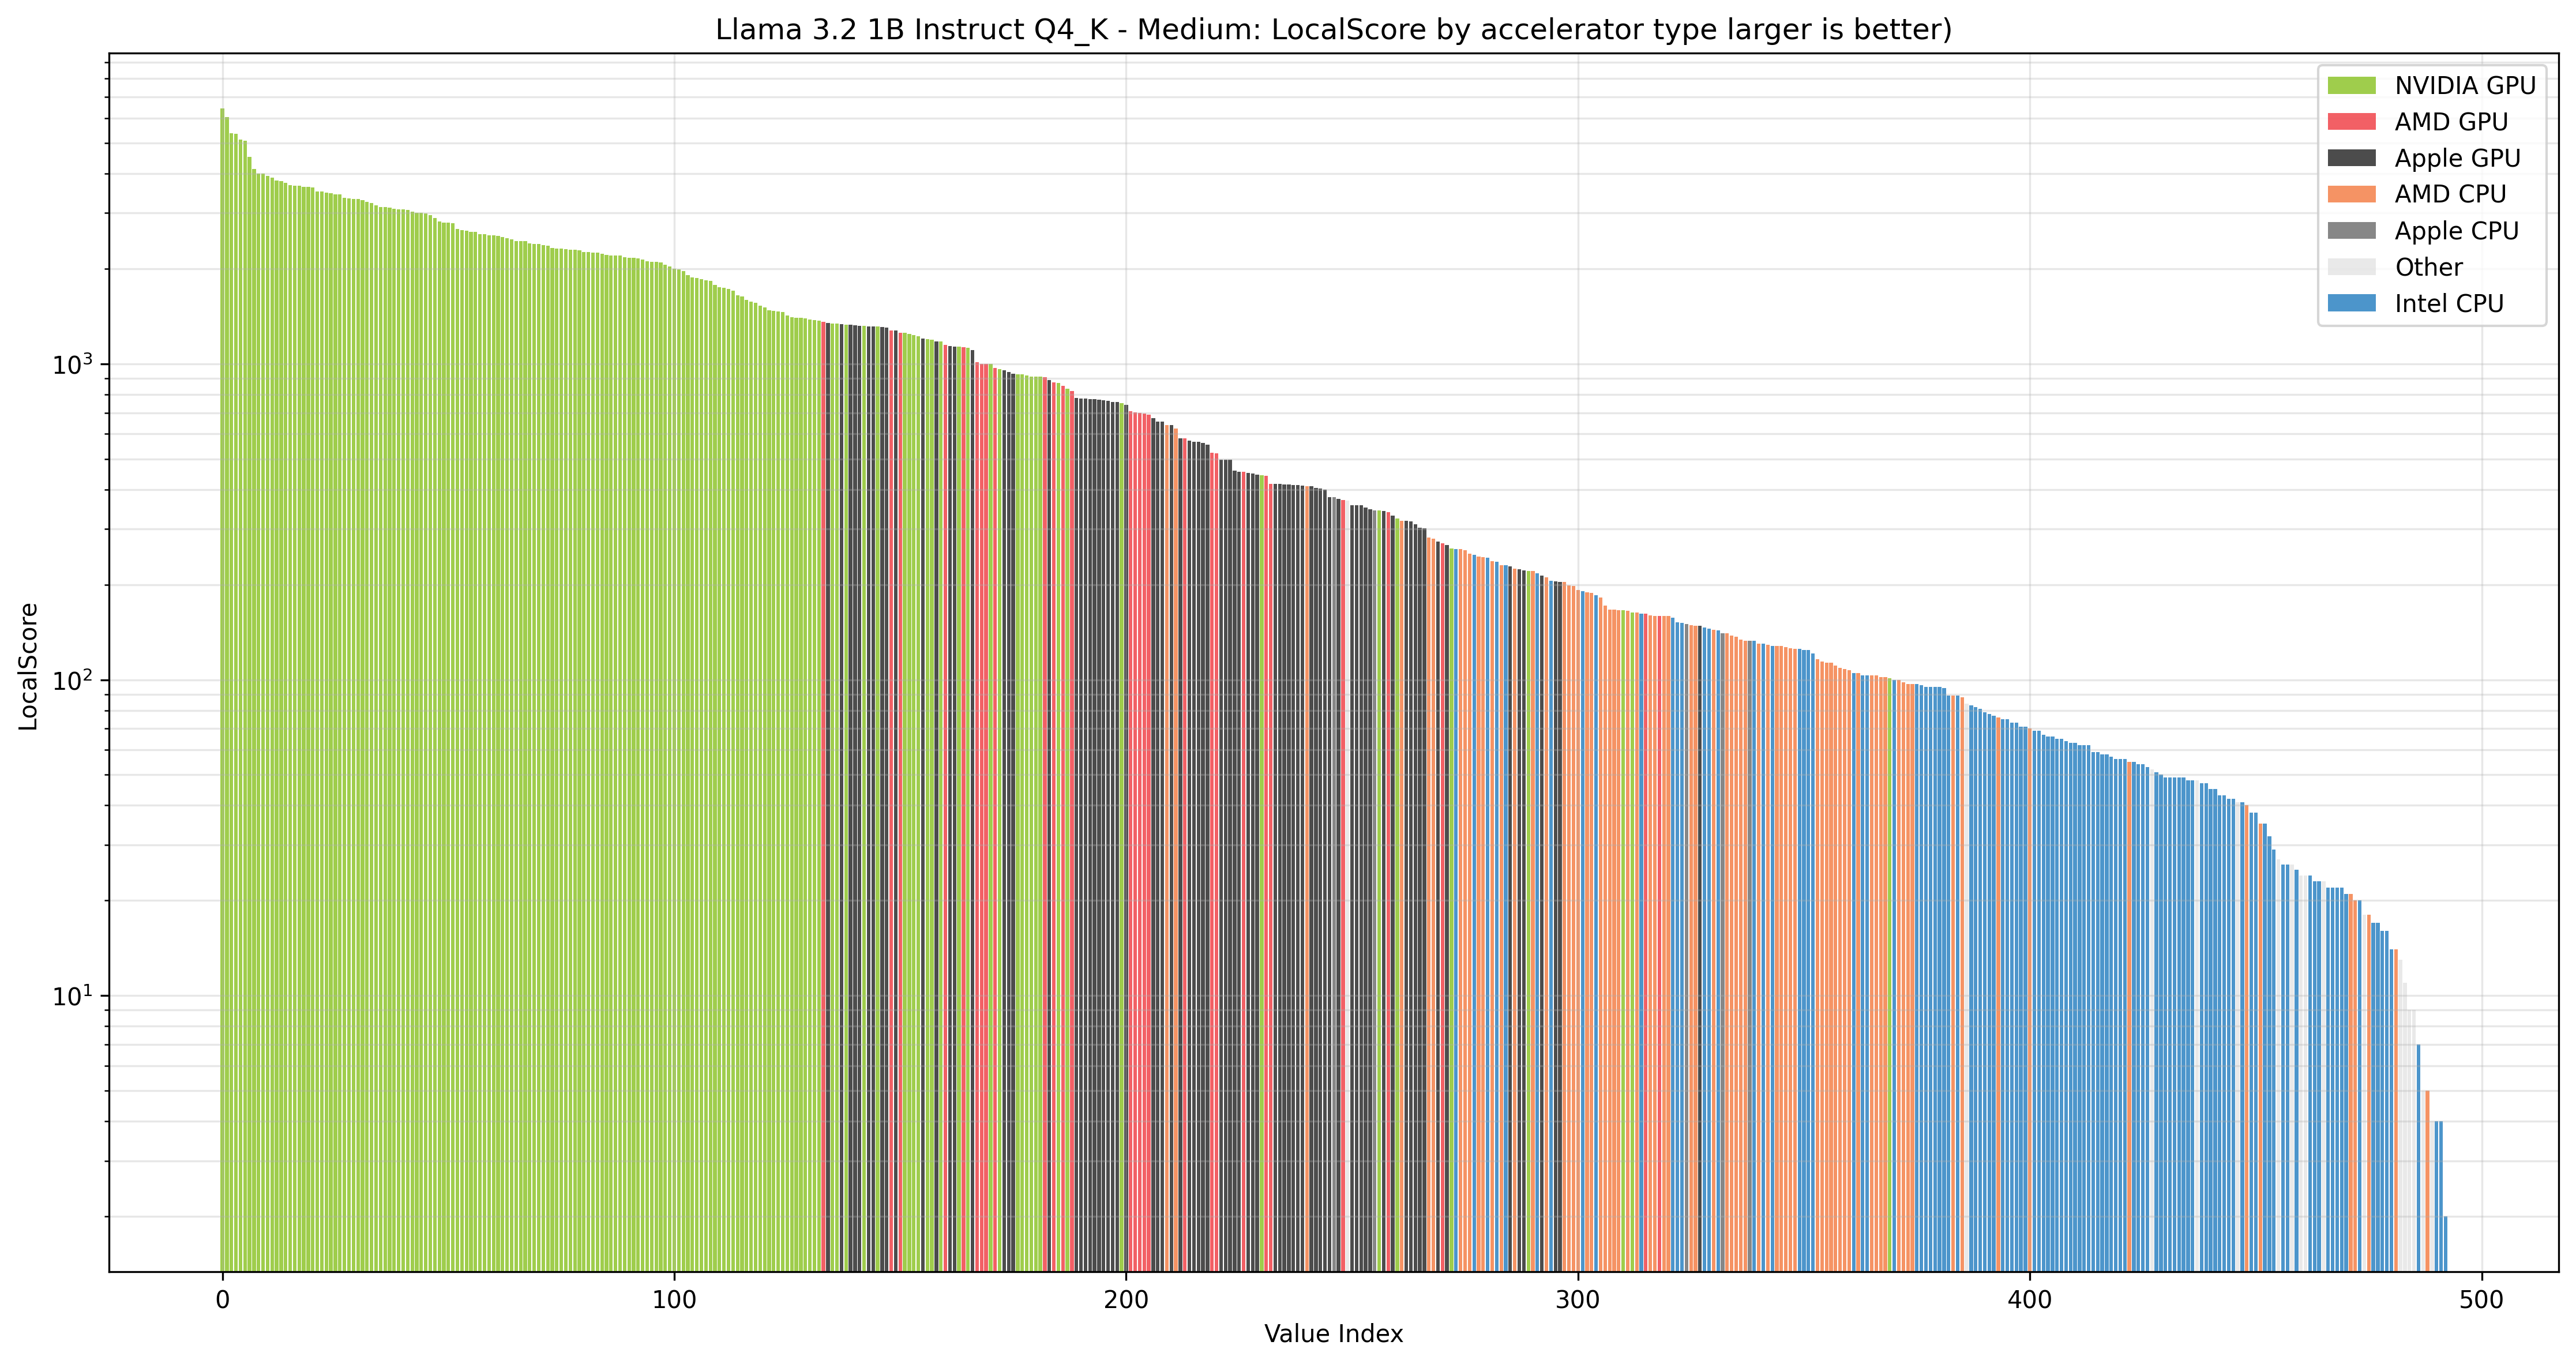 Llama 3.2 1B Instruct Q4_K - Medium: LocalScore by accelerator type larger is better)
NVIDIA GPU
AMD GPU
Apple GPU
AMD CPU
Apple CPU
Other
Intel CPU
LocalScore
10³
10²
10¹
0 100 200 300 400 500
Value Index